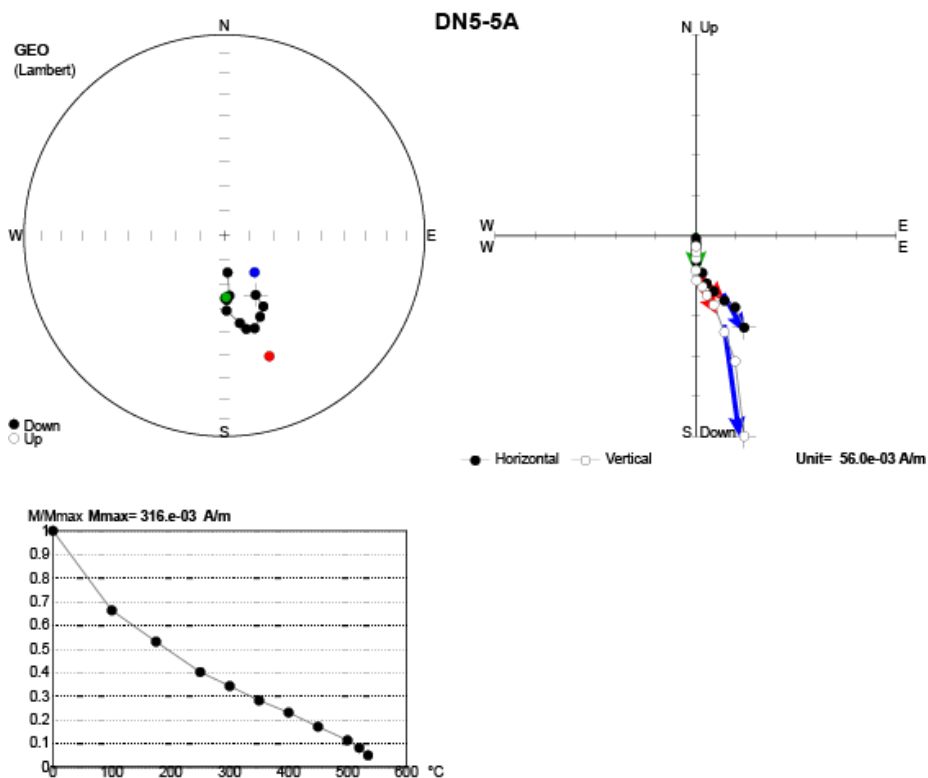 DN5-5A
GEO
(Lambert)
N
W
E
S
Down
Up
N Up
W
W
E
E
S Down
Horizontal
Vertical
Unit= 56.0e-03 A/m
M/Mmax Mmax= 316.e-03 A/m
1
0.9
0.8
0.7
0.6
0.5
0.4
0.3
0.2
0.1
0
0 100 200 300 400 500 600 °C